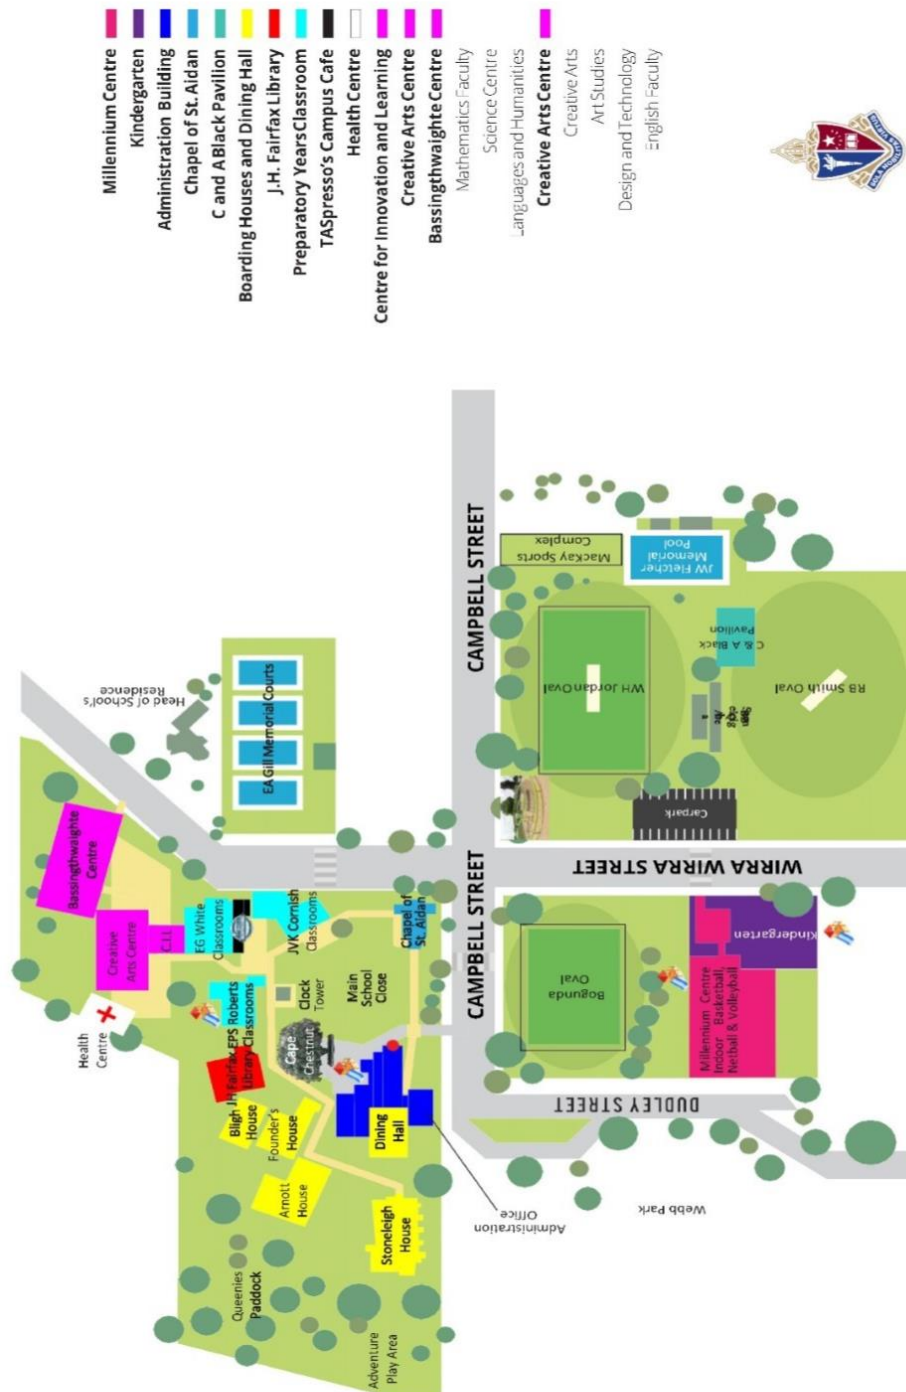 Millennium Centre
Kindergarten
Administration Building
Chapel of St. Aidan
C and A Black Pavilion
Boarding Houses and Dining Hall
J.H. Fairfax Library
Preparatory YearsClassroom
TASpresso's Campus Cafe
Health Centre
Centre for Innovation and Learning
Creative Arts Centre
Bassingwaighte Centre
Mathematics Faculty
Science Centre
Languages and Humanities
Creative Arts Centre
Creative Arts
Art Studies
Design and Technology
English Faculty
Head of School's
Residence
EA Gill Memorial Courts
Bassingthwaighte
Centre
Creative
Arts Centre
C.I.L
EG White
Classrooms
JVK Cornish
Classrooms
Chapel of
St. Aidan
Health
Centre
EPS Roberts
Classrooms
JH Fairfax
Library
Clock
Tower
Main
School
Close
Cape
Chestnut
Bligh
House
Founder's
House
Arnott
House
Dining
Hall
Stoneleigh
House
Queenies
Paddock
Adventure
Play Area
Administration
Office
CAMPBELL STREET
CAMPBELL STREET
MacKay Sports
Complex
JW Fletcher
Memorial
Pool
WH Jordan Oval
C & A Black
Pavilion
RB Smith Oval
Carpark
WIRRA WIRRA STREET
Bogunda
Oval
Kindergarten
Millennium Centre
Indoor Basketball,
Netball & Volleyball
DUDLEY STREET
Webb Park